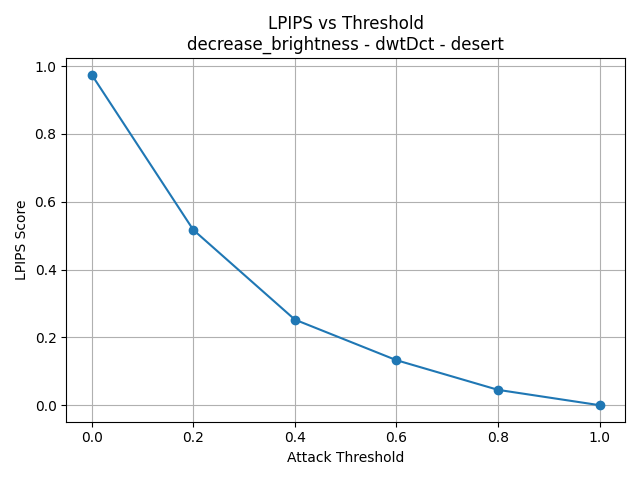 LPIPS vs Threshold
decrease_brightness - dwtDct - desert
1.0
0.8
0.6
0.4
0.2
0.0
LPIPS Score
0.0 0.2 0.4 0.6 0.8 1.0
Attack Threshold